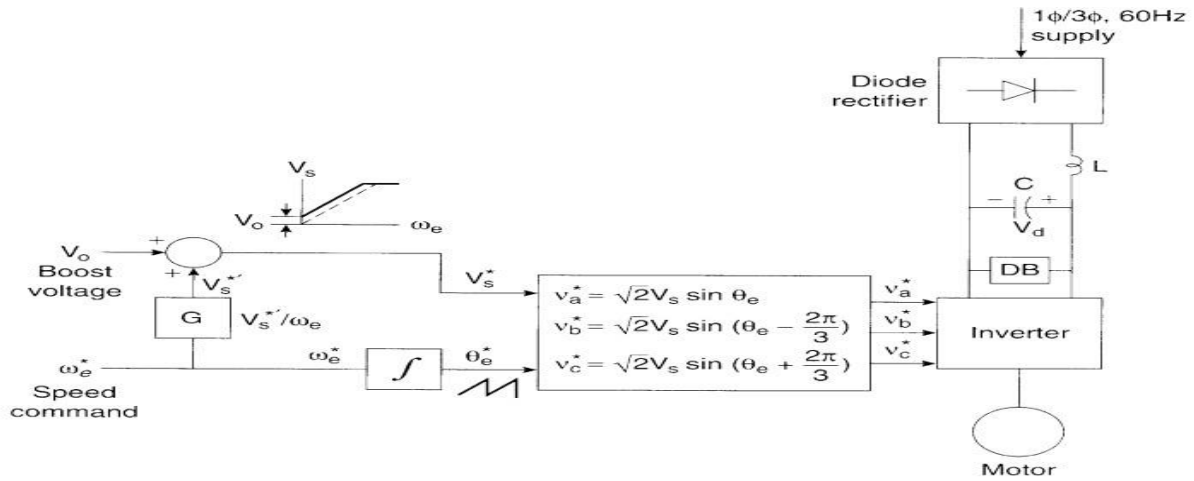 1ϕ/3ϕ, 60Hz
supply
Diode
rectifier
L
C
− +
V_d
DB
V_s
V_o
ω_e
V_o
Boost
voltage
+
+
V_s^*'
G
V_s^*'/ω_e
V_s^*
ω_e^*
Speed
command
ω_e^*
∫
θ_e^*
v_a^* = √2V_s sin θ_e
v_b^* = √2V_s sin (θ_e − 2π/3)
v_c^* = √2V_s sin (θ_e + 2π/3)
v_a^*
v_b^*
v_c^*
Inverter
Motor